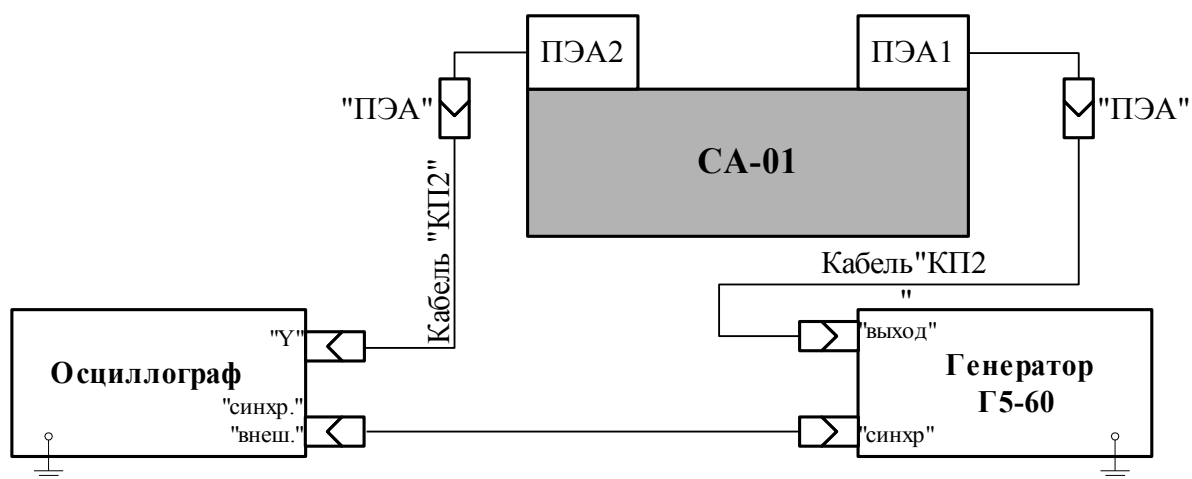 ПЭА2
ПЭА1
"ПЭА"
"ПЭА"
СА-01
Кабель "КП2"
Кабель"КП2
"
"Y"
"выход"
Осциллограф
Генератор
Г5-60
"синхр."
"внеш."
"синхр"